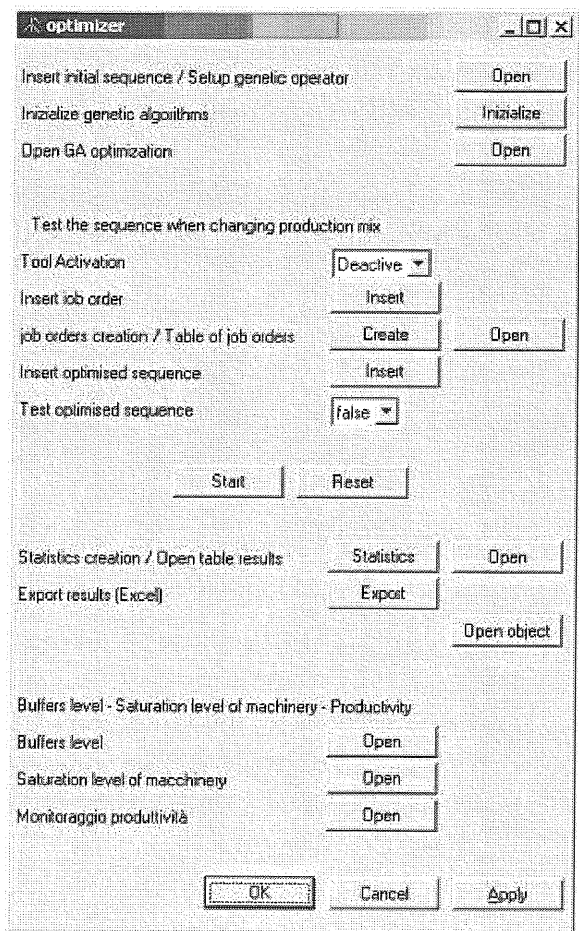 optimizer
Insert initial sequence / Setup genetic operator Open
Inizialize genetic algorithms Inizialize
Open GA optimization Open
Test the sequence when changing production mix
Tool Activation Deactive
Insert job order Insert
job orders creation / Table of job orders Create Open
Insert optimised sequence Insert
Test optimised sequence false
Start Reset
Statistics creation / Open table results Statistics Open
Export results (Excel) Export
Open object
Buffers level - Saturation level of machinery - Productivity
Buffers level Open
Saturation level of macchinery Open
Monitoraggio produttività Open
OK Cancel Apply